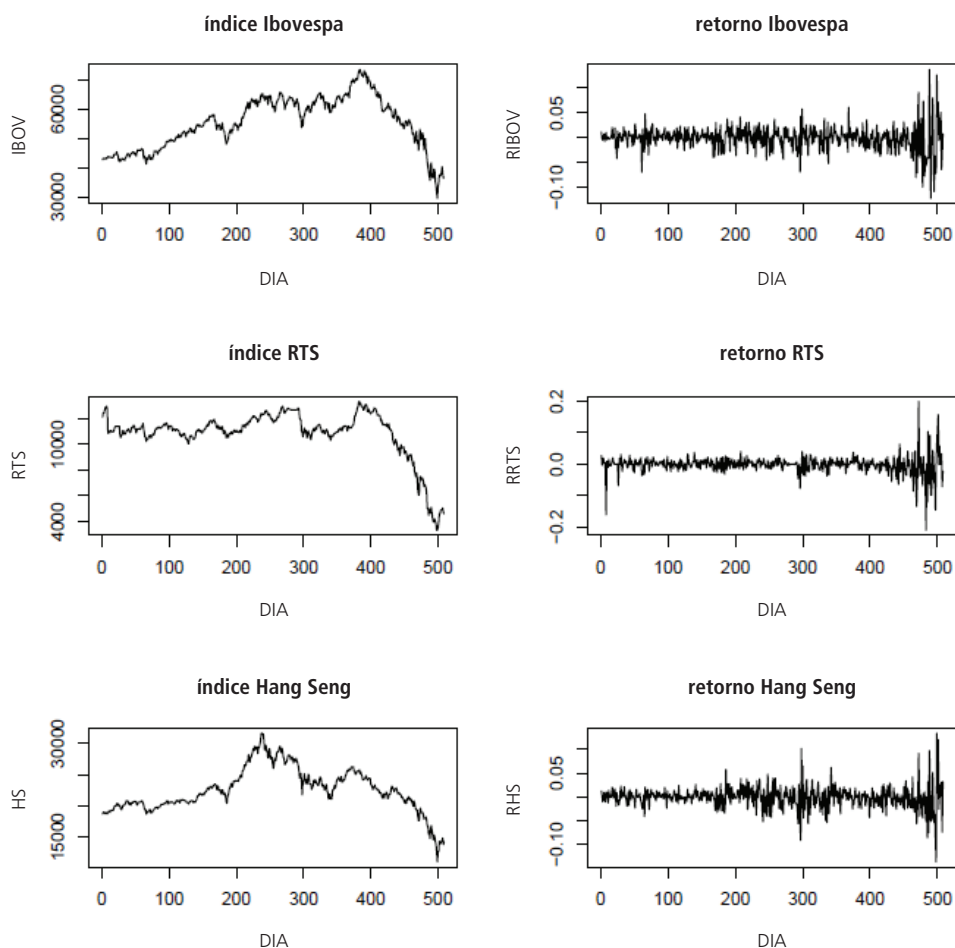 índice Ibovespa
IBOV
60000
30000
0 100 200 300 400 500
DIA
retorno Ibovespa
RIBOV
0.05
−0.10
0 100 200 300 400 500
DIA
índice RTS
RTS
10000
4000
0 100 200 300 400 500
DIA
retorno RTS
RRTS
0.2
0.0
−0.2
0 100 200 300 400 500
DIA
índice Hang Seng
HS
30000
15000
0 100 200 300 400 500
DIA
retorno Hang Seng
RHS
0.05
−0.10
0 100 200 300 400 500
DIA